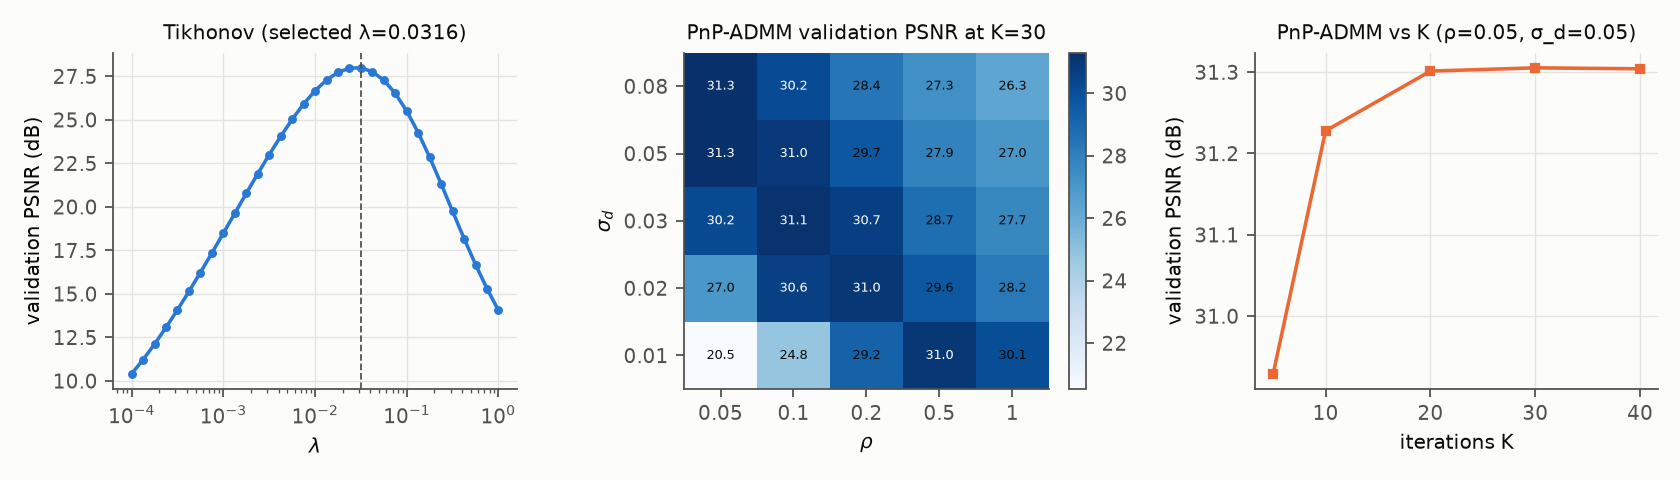 Tikhonov (selected λ=0.0316)
validation PSNR (dB)
27.5
25.0
22.5
20.0
17.5
15.0
12.5
10.0
10⁻⁴ 10⁻³ 10⁻² 10⁻¹ 10⁰
λ
PnP-ADMM validation PSNR at K=30
σ_d
0.08 31.3 30.2 28.4 27.3 26.3
0.05 31.3 31.0 29.7 27.9 27.0
0.03 30.2 31.1 30.7 28.7 27.7
0.02 27.0 30.6 31.0 29.6 28.2
0.01 20.5 24.8 29.2 31.0 30.1
0.05 0.1 0.2 0.5 1
ρ
30
28
26
24
22
PnP-ADMM vs K (ρ=0.05, σ_d=0.05)
validation PSNR (dB)
31.3
31.2
31.1
31.0
10 20 30 40
iterations K